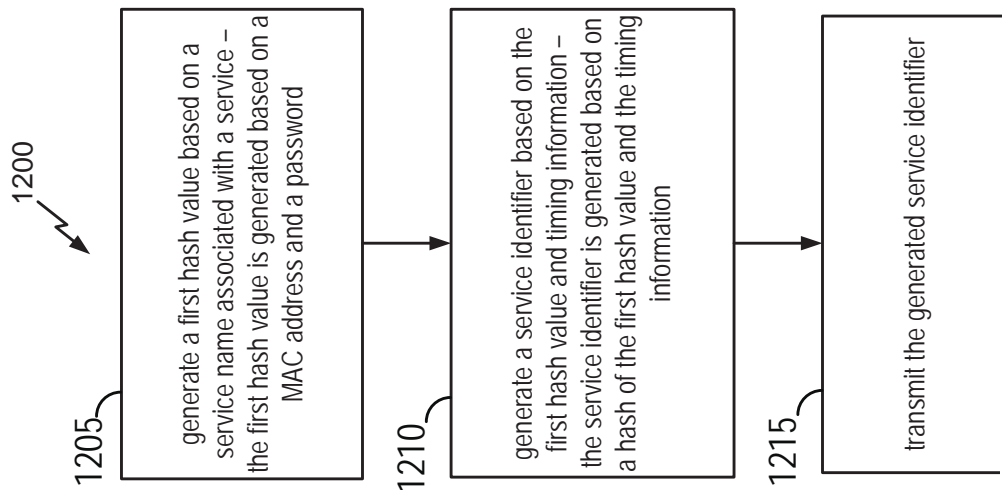 1200
1205
generate a first hash value based on a
service name associated with a service –
the first hash value is generated based on a
MAC address and a password
1210
generate a service identifier based on the
first hash value and timing information –
the service identifier is generated based on
a hash of the first hash value and the timing
information
1215
transmit the generated service identifier